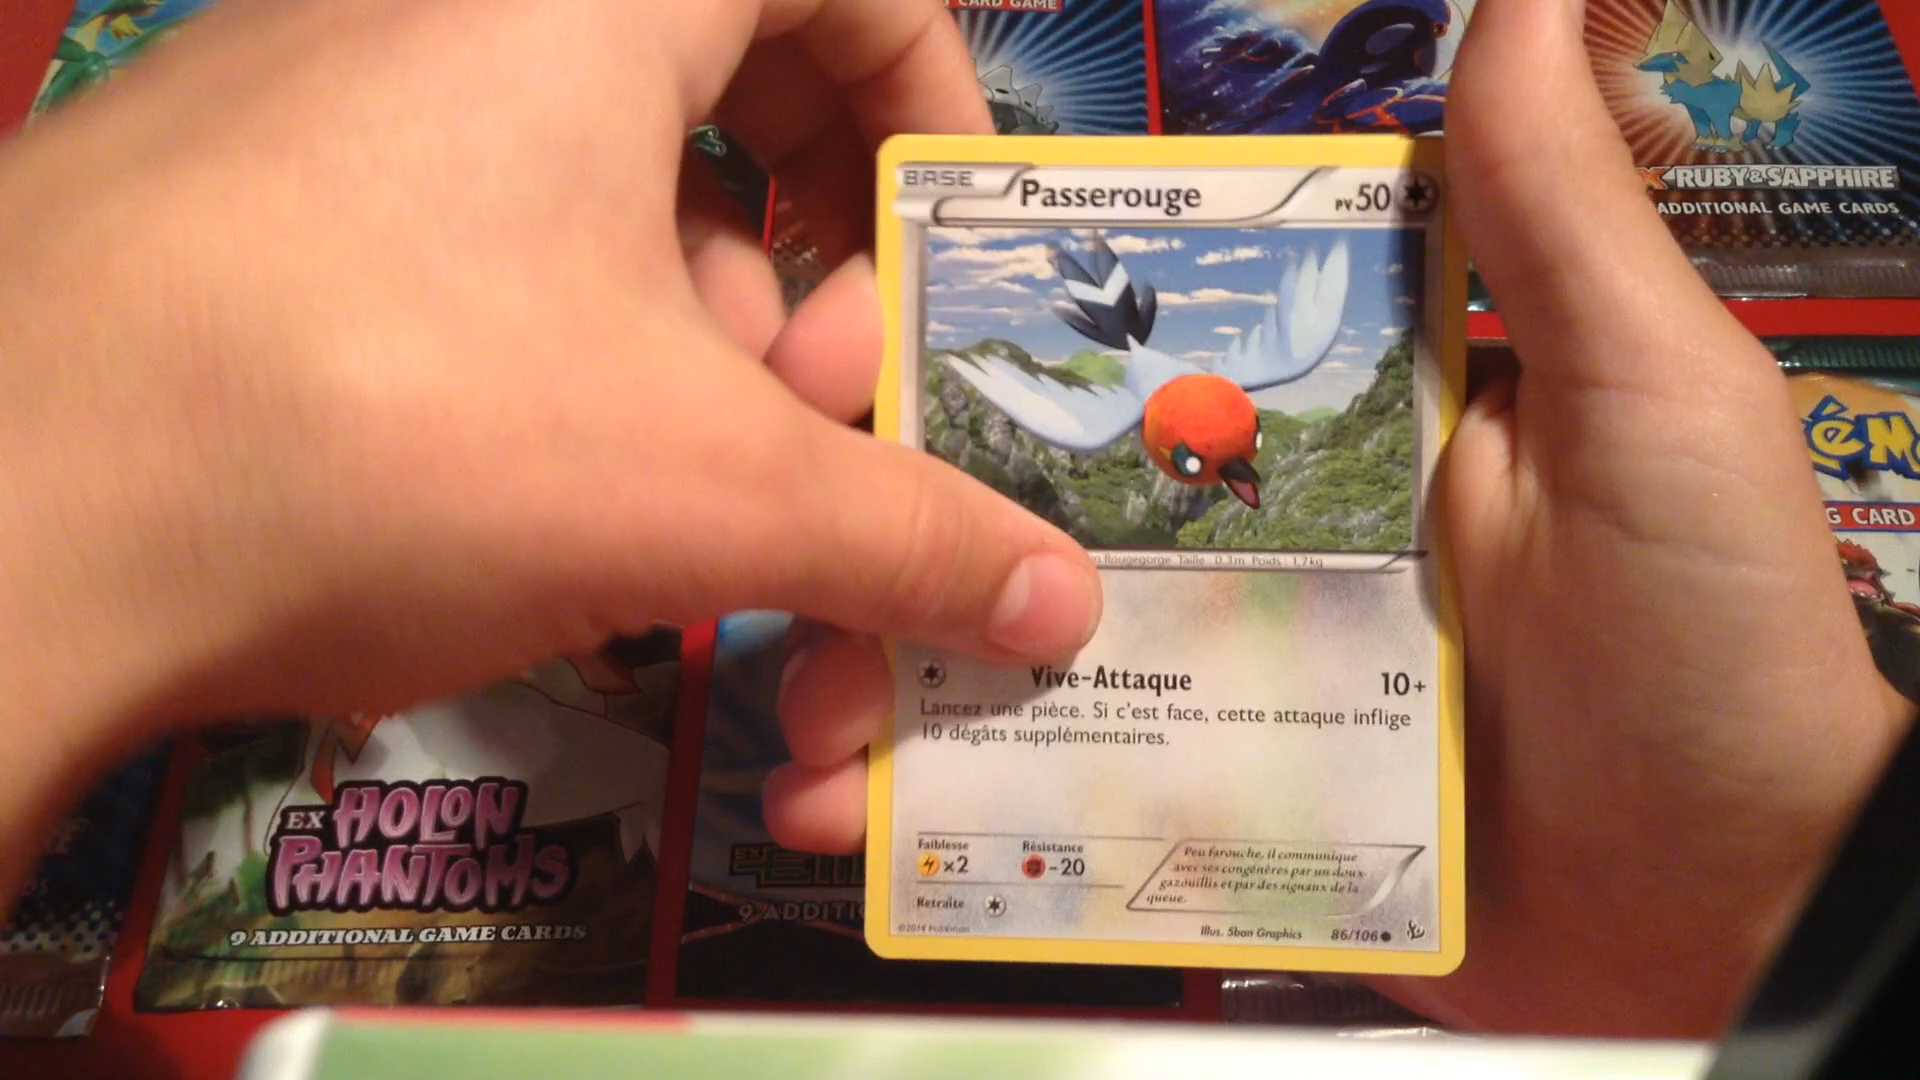 CARD GAME
RUBY & SAPPHIRE
ADDITIONAL GAME CARDS
BASE
Passerouge
PV 50
G CARD
Rougegorge Taille : 0,3m Poids : 1,7kg
Vive-Attaque 10+
Lancez une pièce. Si c'est face, cette attaque inflige
10 dégâts supplémentaires.
Faiblesse
×2
Résistance
-20
Retraite
Peu farouche, il communique
avec ses congénères par un doux
gazouillis et par des signaux de la
queue.
©2014 Pokémon
Illus. 5ban Graphics
86/106
EX HOLON
PHANTOMS
9 ADDITIONAL GAME CARDS
9 ADDITI